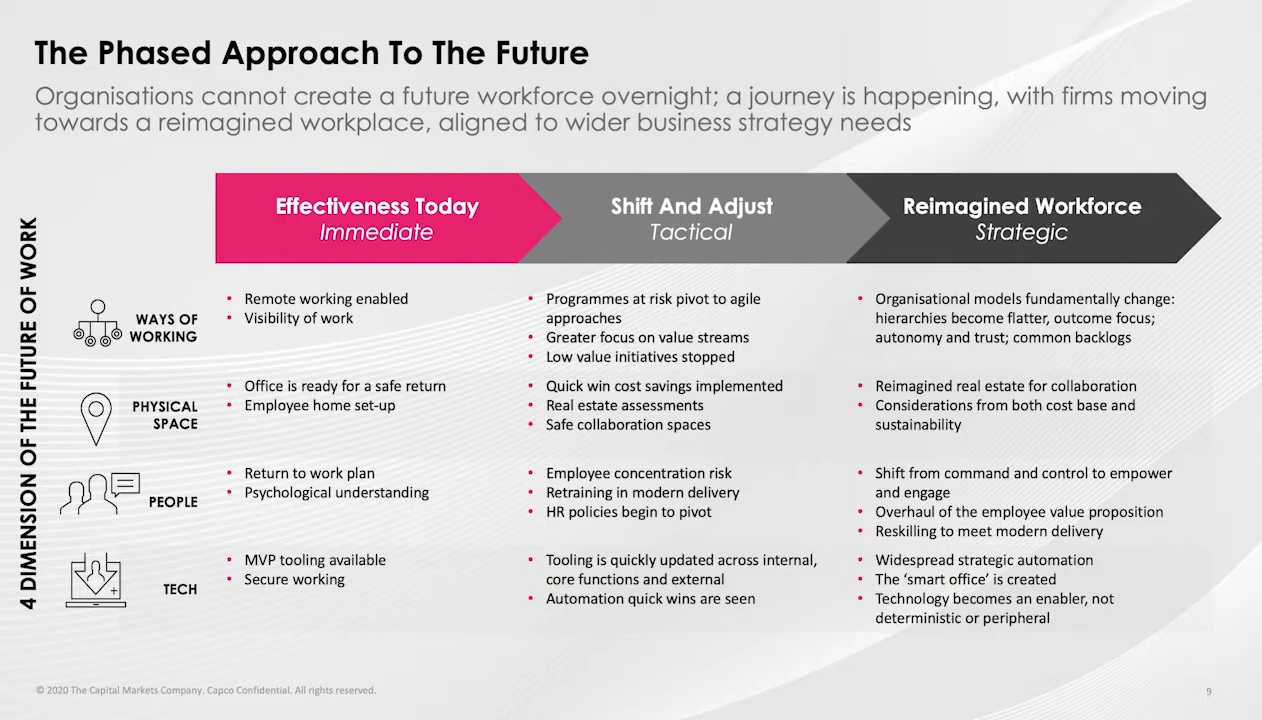 The Phased Approach To The Future
Organisations cannot create a future workforce overnight; a journey is happening, with firms moving
towards a reimagined workplace, aligned to wider business strategy needs
4 DIMENSION OF THE FUTURE OF WORK
Effectiveness Today
Immediate
Shift And Adjust
Tactical
Reimagined Workforce
Strategic
WAYS OF
WORKING
• Remote working enabled
• Visibility of work
• Programmes at risk pivot to agile
approaches
• Greater focus on value streams
• Low value initiatives stopped
• Organisational models fundamentally change:
hierarchies become flatter, outcome focus;
autonomy and trust; common backlogs
PHYSICAL
SPACE
• Office is ready for a safe return
• Employee home set-up
• Quick win cost savings implemented
• Real estate assessments
• Safe collaboration spaces
• Reimagined real estate for collaboration
• Considerations from both cost base and
sustainability
PEOPLE
• Return to work plan
• Psychological understanding
• Employee concentration risk
• Retraining in modern delivery
• HR policies begin to pivot
• Shift from command and control to empower
and engage
• Overhaul of the employee value proposition
• Reskilling to meet modern delivery
TECH
• MVP tooling available
• Secure working
• Tooling is quickly updated across internal,
core functions and external
• Automation quick wins are seen
• Widespread strategic automation
• The ‘smart office’ is created
• Technology becomes an enabler, not
deterministic or peripheral
© 2020 The Capital Markets Company. Capco Confidential. All rights reserved.
9